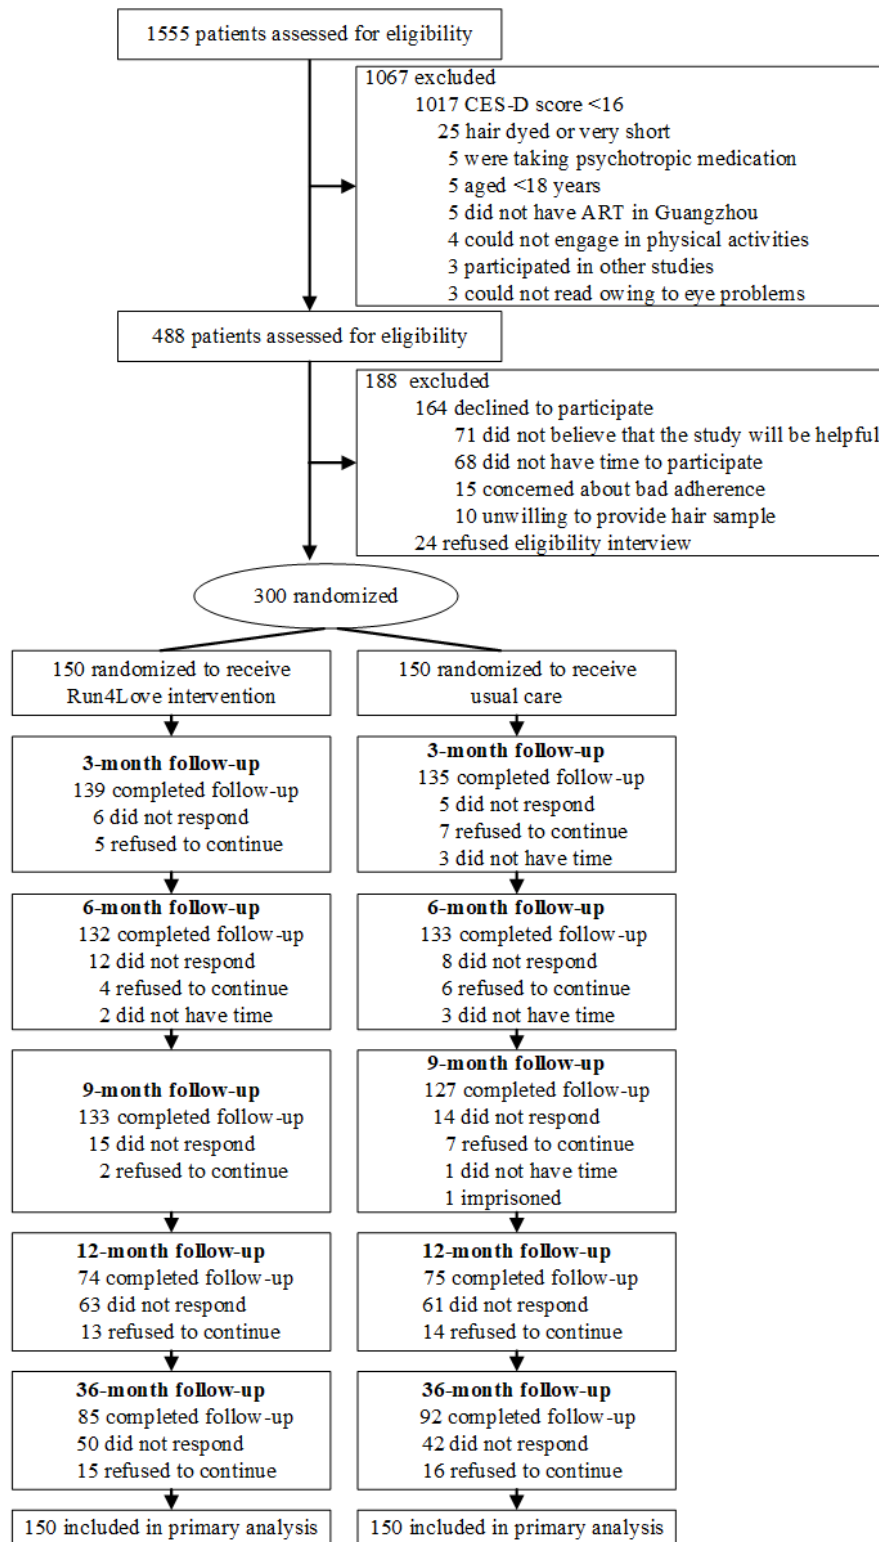 1555 patients assessed for eligibility
1067 excluded
1017 CES-D score <16
25 hair dyed or very short
5 were taking psychotropic medication
5 aged <18 years
5 did not have ART in Guangzhou
4 could not engage in physical activities
3 participated in other studies
3 could not read owing to eye problems
488 patients assessed for eligibility
188 excluded
164 declined to participate
71 did not believe that the study will be helpful
68 did not have time to participate
15 concerned about bad adherence
10 unwilling to provide hair sample
24 refused eligibility interview
300 randomized
150 randomized to receive
Run4Love intervention
150 randomized to receive
usual care
3-month follow-up
139 completed follow-up
6 did not respond
5 refused to continue
3-month follow-up
135 completed follow-up
5 did not respond
7 refused to continue
3 did not have time
6-month follow-up
132 completed follow-up
12 did not respond
4 refused to continue
2 did not have time
6-month follow-up
133 completed follow-up
8 did not respond
6 refused to continue
3 did not have time
9-month follow-up
133 completed follow-up
15 did not respond
2 refused to continue
9-month follow-up
127 completed follow-up
14 did not respond
7 refused to continue
1 did not have time
1 imprisoned
12-month follow-up
74 completed follow-up
63 did not respond
13 refused to continue
12-month follow-up
75 completed follow-up
61 did not respond
14 refused to continue
36-month follow-up
85 completed follow-up
50 did not respond
15 refused to continue
36-month follow-up
92 completed follow-up
42 did not respond
16 refused to continue
150 included in primary analysis
150 included in primary analysis